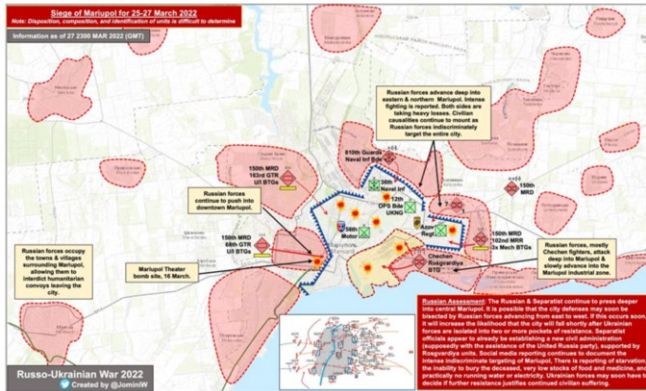 Siege of Mariupol for 25-27 March 2022
Note: Disposition, composition, and identification of units is difficult to determine
Information as of 27 2300 MAR 2022 (GMT)
Russian forces advance deep into
eastern & northern Mariupol. Intense
fighting is reported. Both sides are
taking heavy losses. Civilian
causalities continue to mount as
Russian forces indiscriminately
target the entire city.
810th Guards
Naval Inf Bde
150th MRD
163rd GTR
U/I BTGs
36th
Naval Inf
150th
MRD
12th
OPS Bde
UKNG
Russian forces
continue to push into
downtown Mariupol.
56th
Motor
Azov
Regt
?
150th MRD
68th GTR
U/I BTGs
150th MRD
102nd MRR
3x Mech BTGs
Russian forces occupy
the towns & villages
surrounding Mariupol,
allowing them to
interdict humanitarian
convoys leaving the
city.
Mariupol Theater
bomb site, 16 March.
Chechen
Rosgvardiya
BTG
Russian forces, mostly
Chechen fighters, attack
deep into Mariupol &
slowly advance into the
Mariupol industrial zone.
Russian Assessment: The Russian & Separatist continue to press deeper
into central Mariupol. It is possible that the city defenses may soon be
bisected by Russian forces advancing from east to west. If this occurs soon,
it will increase the likelihood that the city will fall shortly after Ukrainian
forces are isolated into two or more pockets of resistance. Separatist
officials appear to already be establishing a new civil administration
(supposedly with the assistance of the United Russia party), supported by
Rosgvardiya units. Social media reporting continues to document the
immense indiscriminate targeting of Mariupol. There is reporting of starvation,
the inability to bury the deceased, very low stocks of food and medicine, and
practically no running water or electricity. Ukrainian forces may soon have to
decide if further resistance justifies continued civilian suffering.
Russo-Ukrainian War 2022
Created by @JominiW